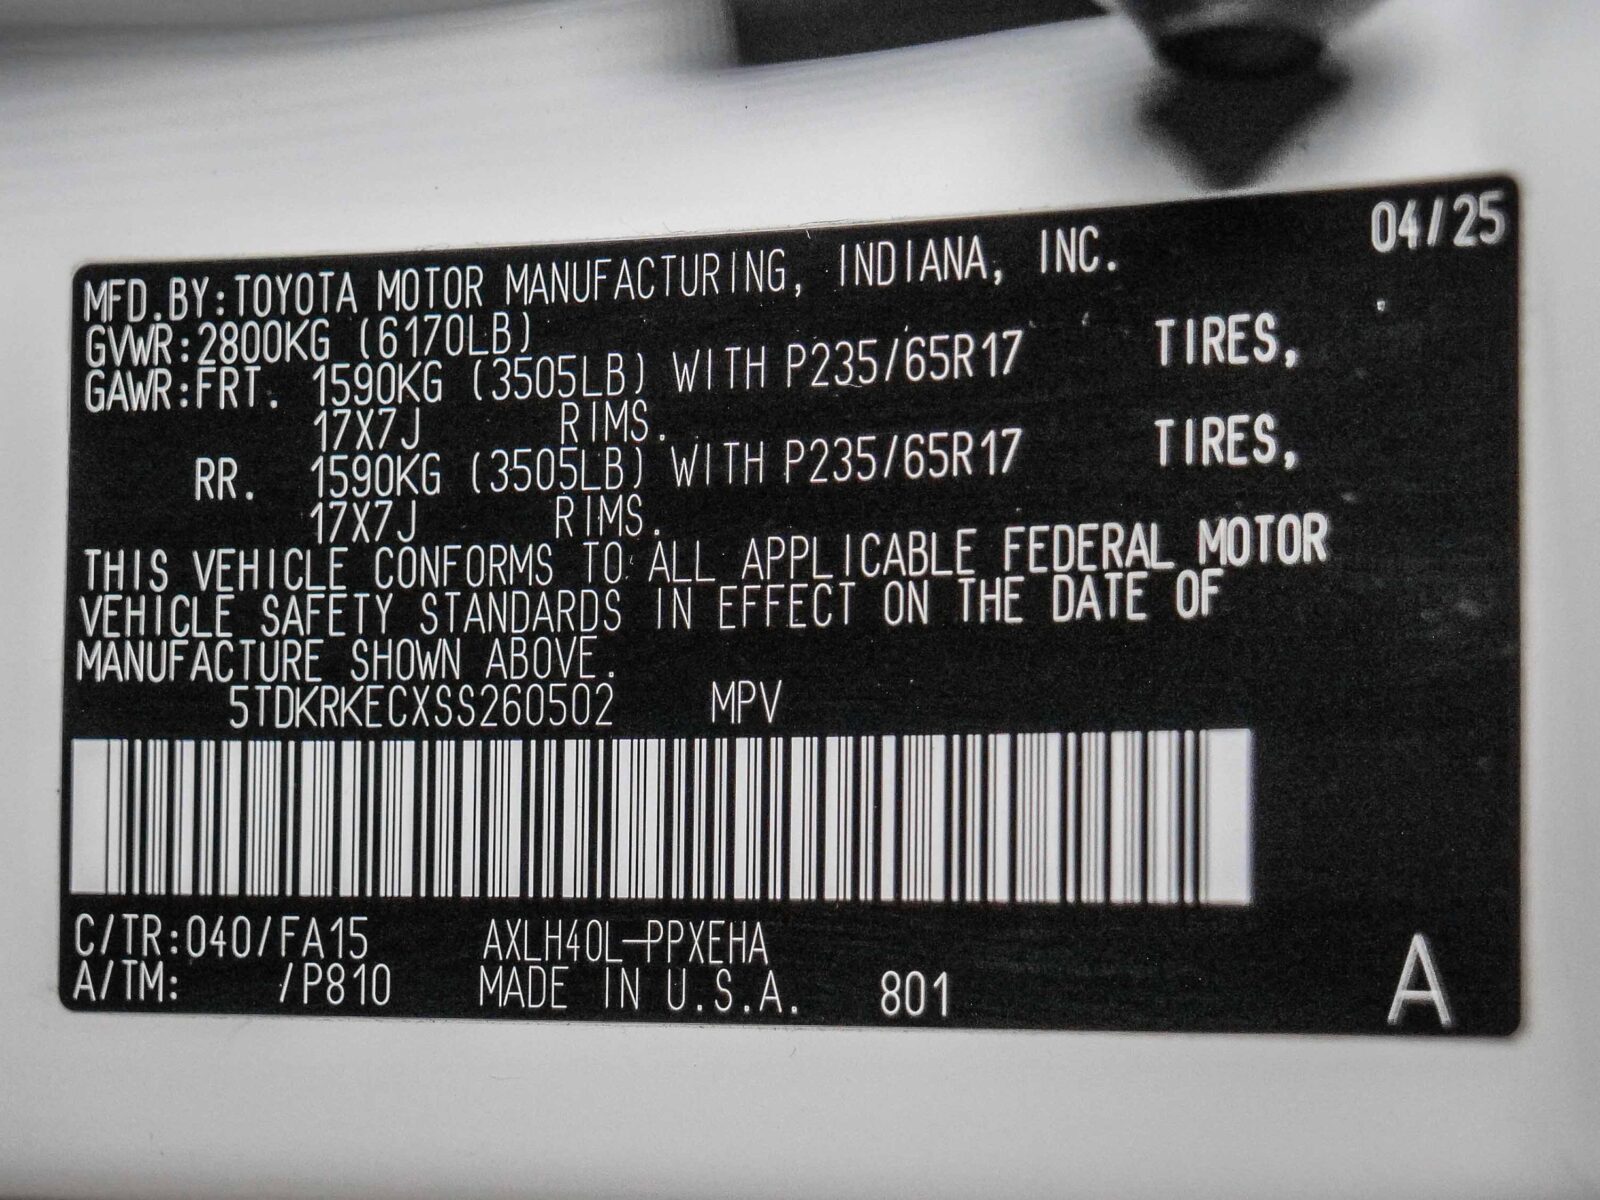 04/25
MFD.BY:TOYOTA MOTOR MANUFACTURING, INDIANA, INC.
GVWR:2800KG (6170LB)
GAWR:FRT. 1590KG (3505LB) WITH P235/65R17 TIRES,
17X7J RIMS.
RR. 1590KG (3505LB) WITH P235/65R17 TIRES,
17X7J RIMS.
THIS VEHICLE CONFORMS TO ALL APPLICABLE FEDERAL MOTOR
VEHICLE SAFETY STANDARDS IN EFFECT ON THE DATE OF
MANUFACTURE SHOWN ABOVE.
5TDKRKECXSS260502 MPV
C/TR:040/FA15 AXLH40L-PPXEHA
A/TM: /P810 MADE IN U.S.A. 801 A